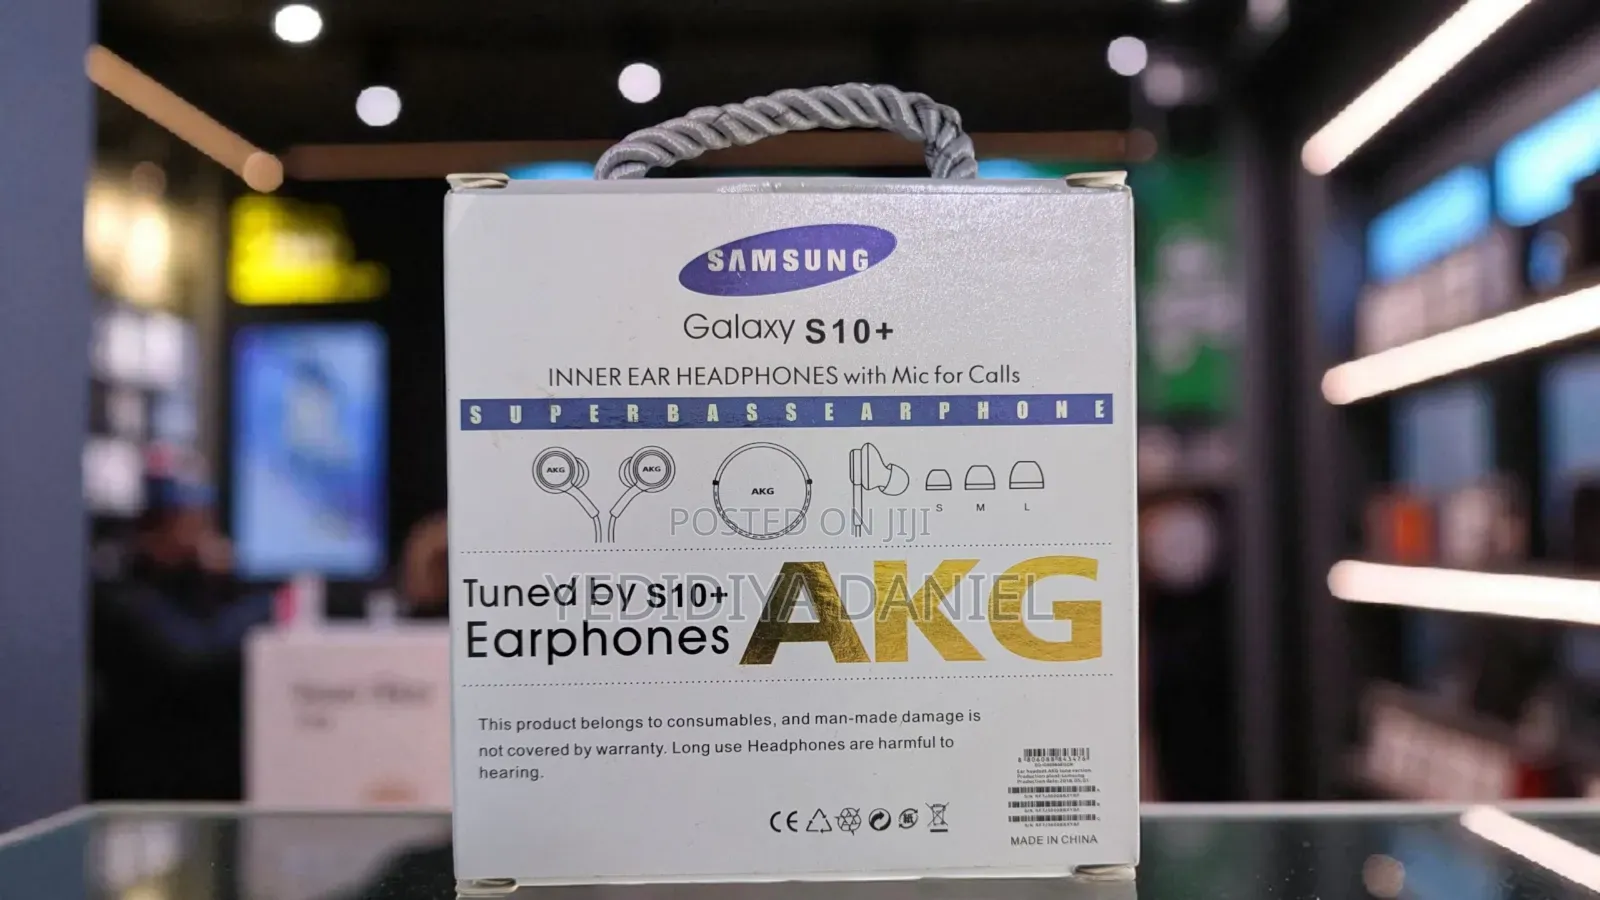 SAMSUNG
Galaxy S10+
INNER EAR HEADPHONES with Mic for Calls
SUPERBASSEARPHONE
AKG
AKG
AKG
S M L
POSTED ON JIJI
Tuned by S10+
Earphones
AKG
YEDIDIYA DANIEL
This product belongs to consumables, and man-made damage is
not covered by warranty. Long use Headphones are harmful to
hearing.
CE
MADE IN CHINA